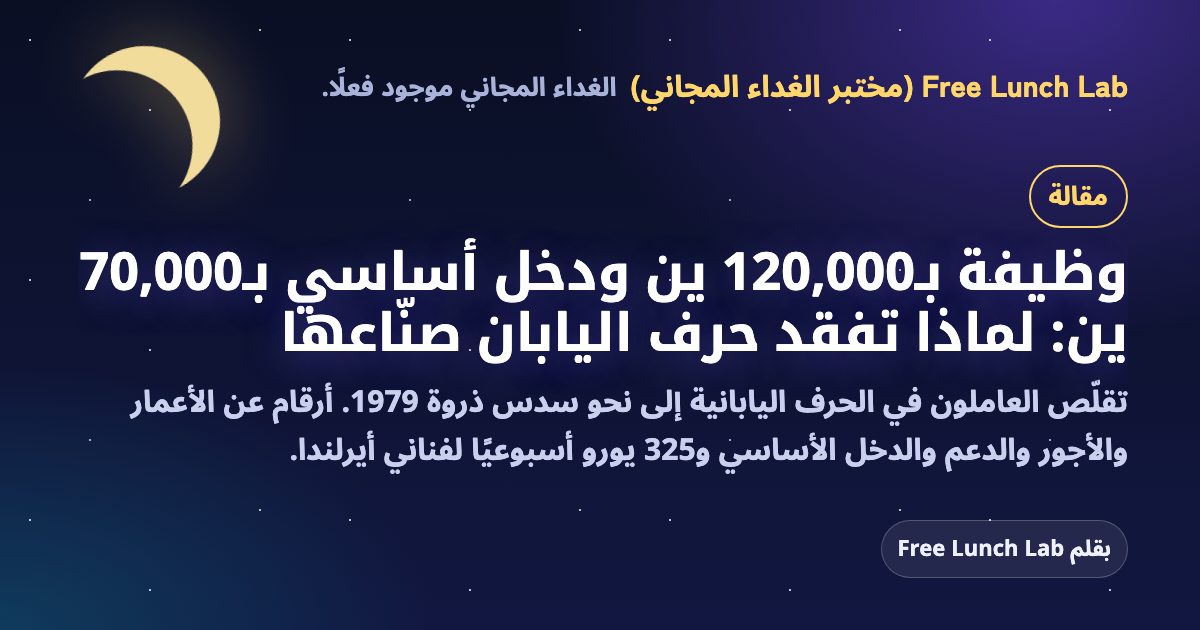 Free Lunch Lab (مختبر الغداء المجاني) الغداء المجاني موجود فعلًا.
مقالة
وظيفة بـ120,000 ين ودخل أساسي بـ70,000
ين: لماذا تفقد حرف اليابان صنّاعها
تقلّص العاملون في الحرف اليابانية إلى نحو سدس ذروة 1979. أرقام عن الأعمار
والأجور والدعم والدخل الأساسي و325 يورو أسبوعيًا لفناني أيرلندا.
بقلم Free Lunch Lab